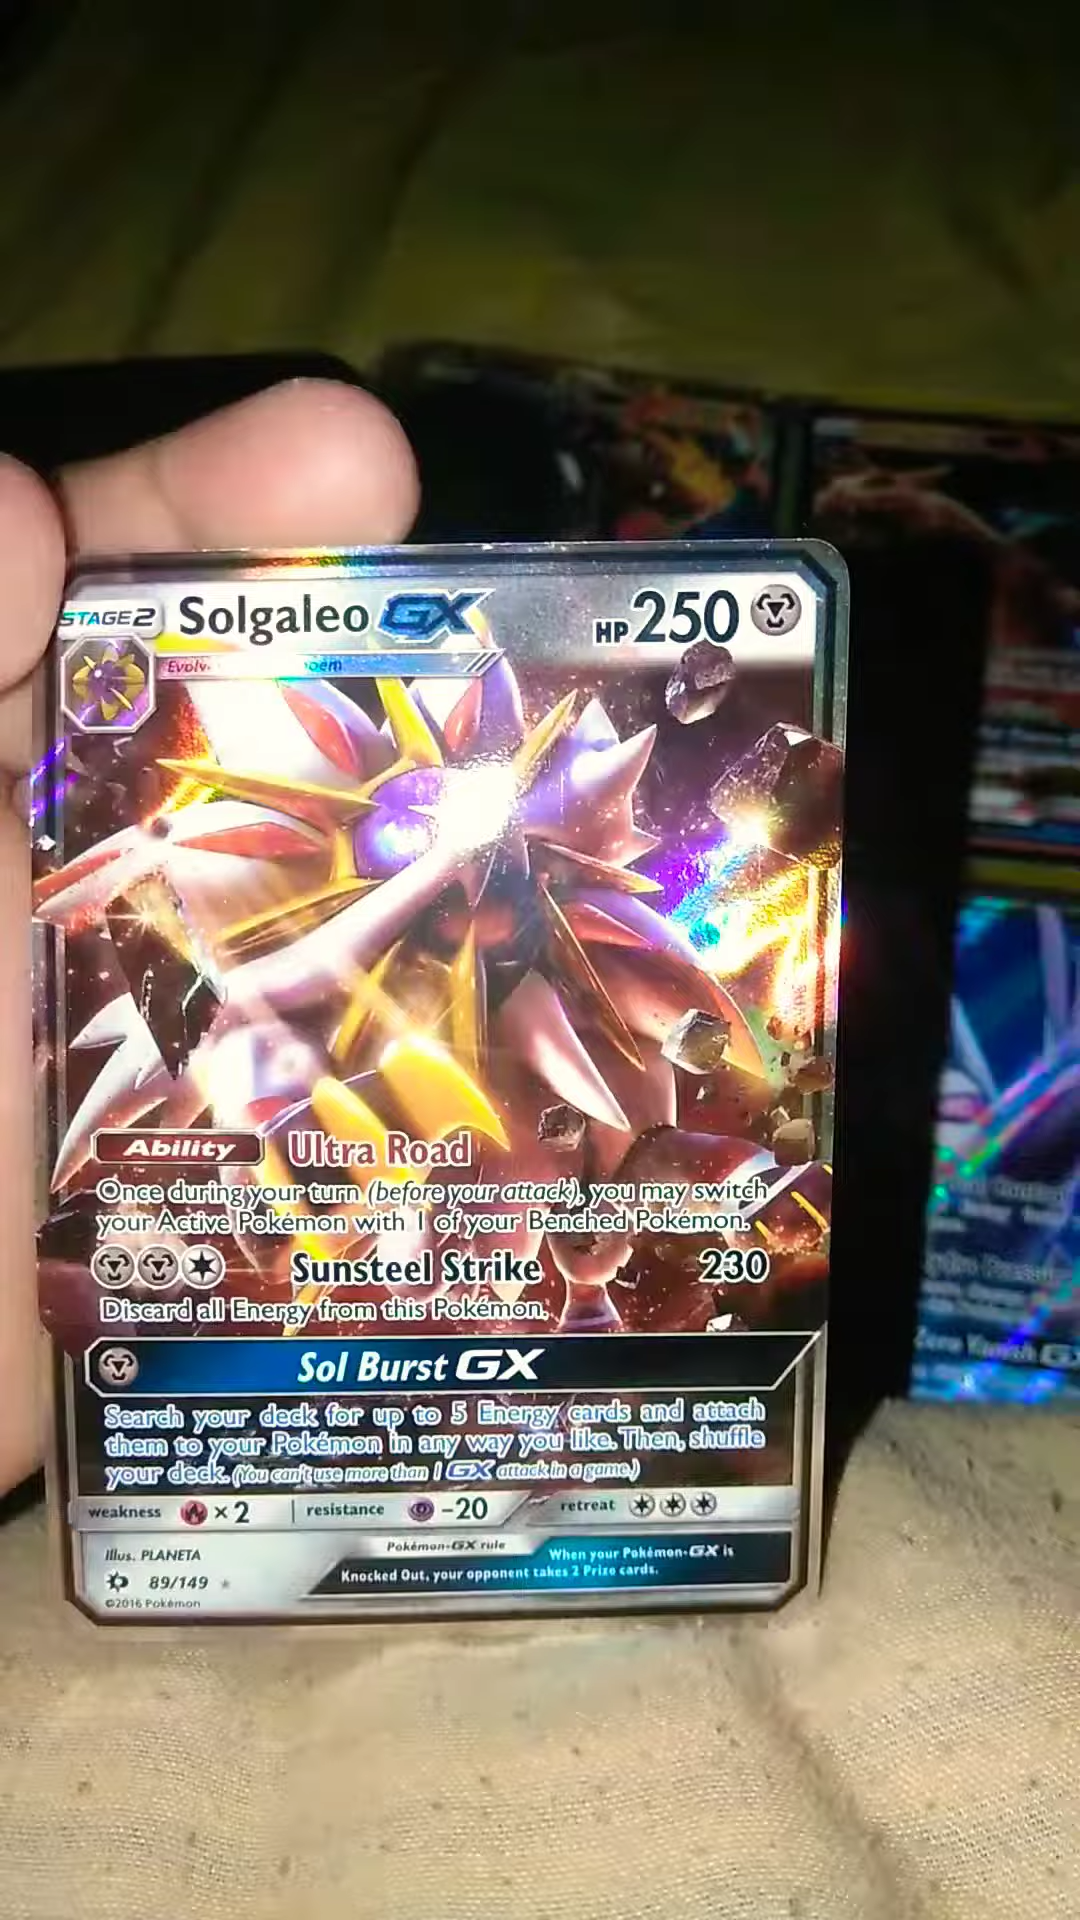 STAGE2 Solgaleo GX HP250
Evolv oem
Ability Ultra Road
Once during your turn (before your attack), you may switch
your Active Pokémon with 1 of your Benched Pokémon.
Sunsteel Strike 230
Discard all Energy from this Pokémon.
Sol Burst GX
Search your deck for up to 5 Energy cards and attach
them to your Pokémon in any way you like. Then, shuffle
your deck. (You can't use more than 1 GX attack in a game.)
weakness ×2 resistance -20 retreat
Illus. PLANETA
Pokémon-GX rule
When your Pokémon-GX is
Knocked Out, your opponent takes 2 Prize cards.
89/149
©2016 Pokémon
GX